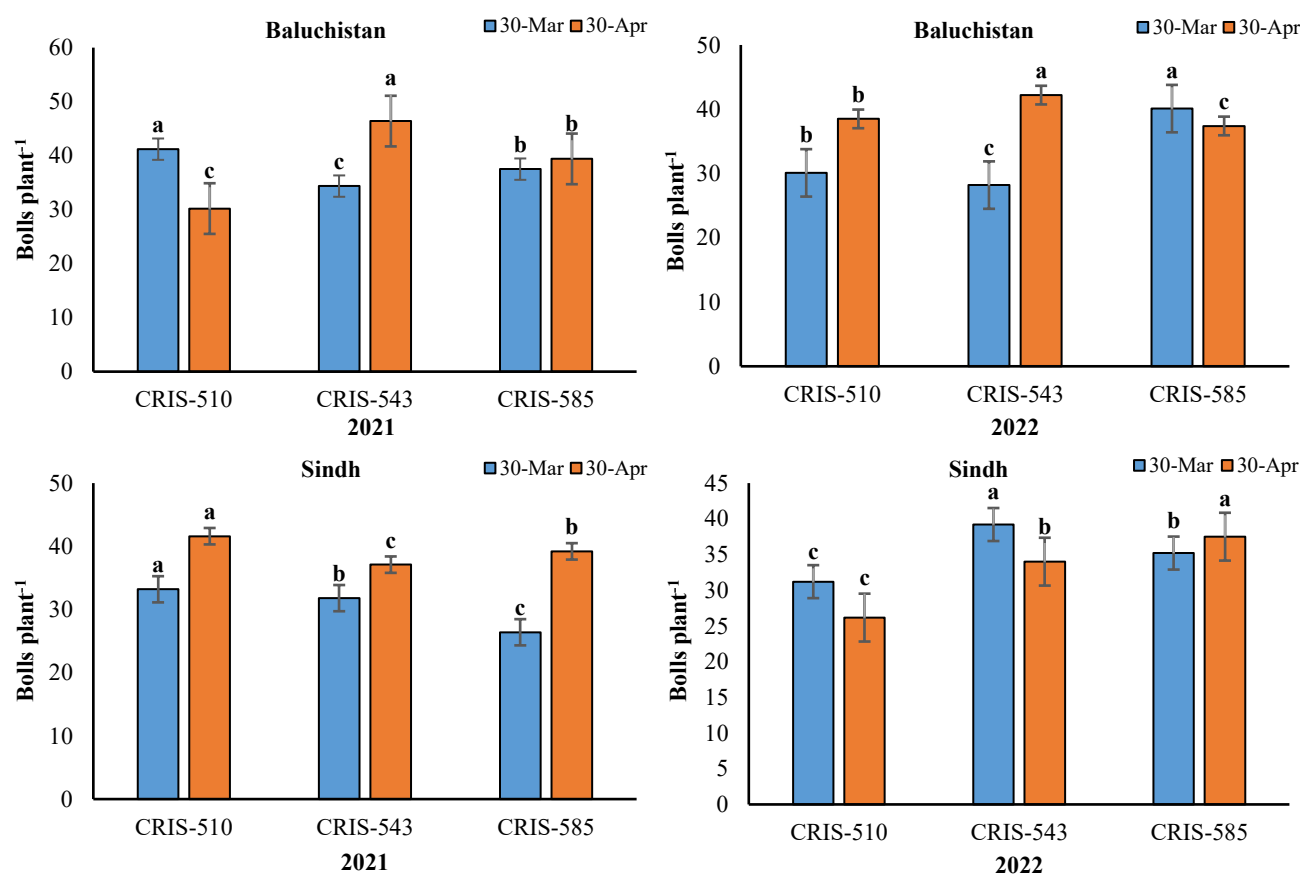 Baluchistan
30-Mar 30-Apr
Bolls plant⁻¹
60
50
40
30
20
10
0
a
c
c
a
b
b
CRIS-510 CRIS-543 CRIS-585
2021
Baluchistan
30-Mar 30-Apr
Bolls plant⁻¹
50
40
30
20
10
0
b
b
c
a
a
c
CRIS-510 CRIS-543 CRIS-585
2022
Sindh
30-Mar 30-Apr
Bolls plant⁻¹
50
40
30
20
10
0
a
a
b
c
c
b
CRIS-510 CRIS-543 CRIS-585
2021
Sindh
30-Mar 30-Apr
Bolls plant⁻¹
45
40
35
30
25
20
15
10
5
0
c
c
a
b
b
a
CRIS-510 CRIS-543 CRIS-585
2022